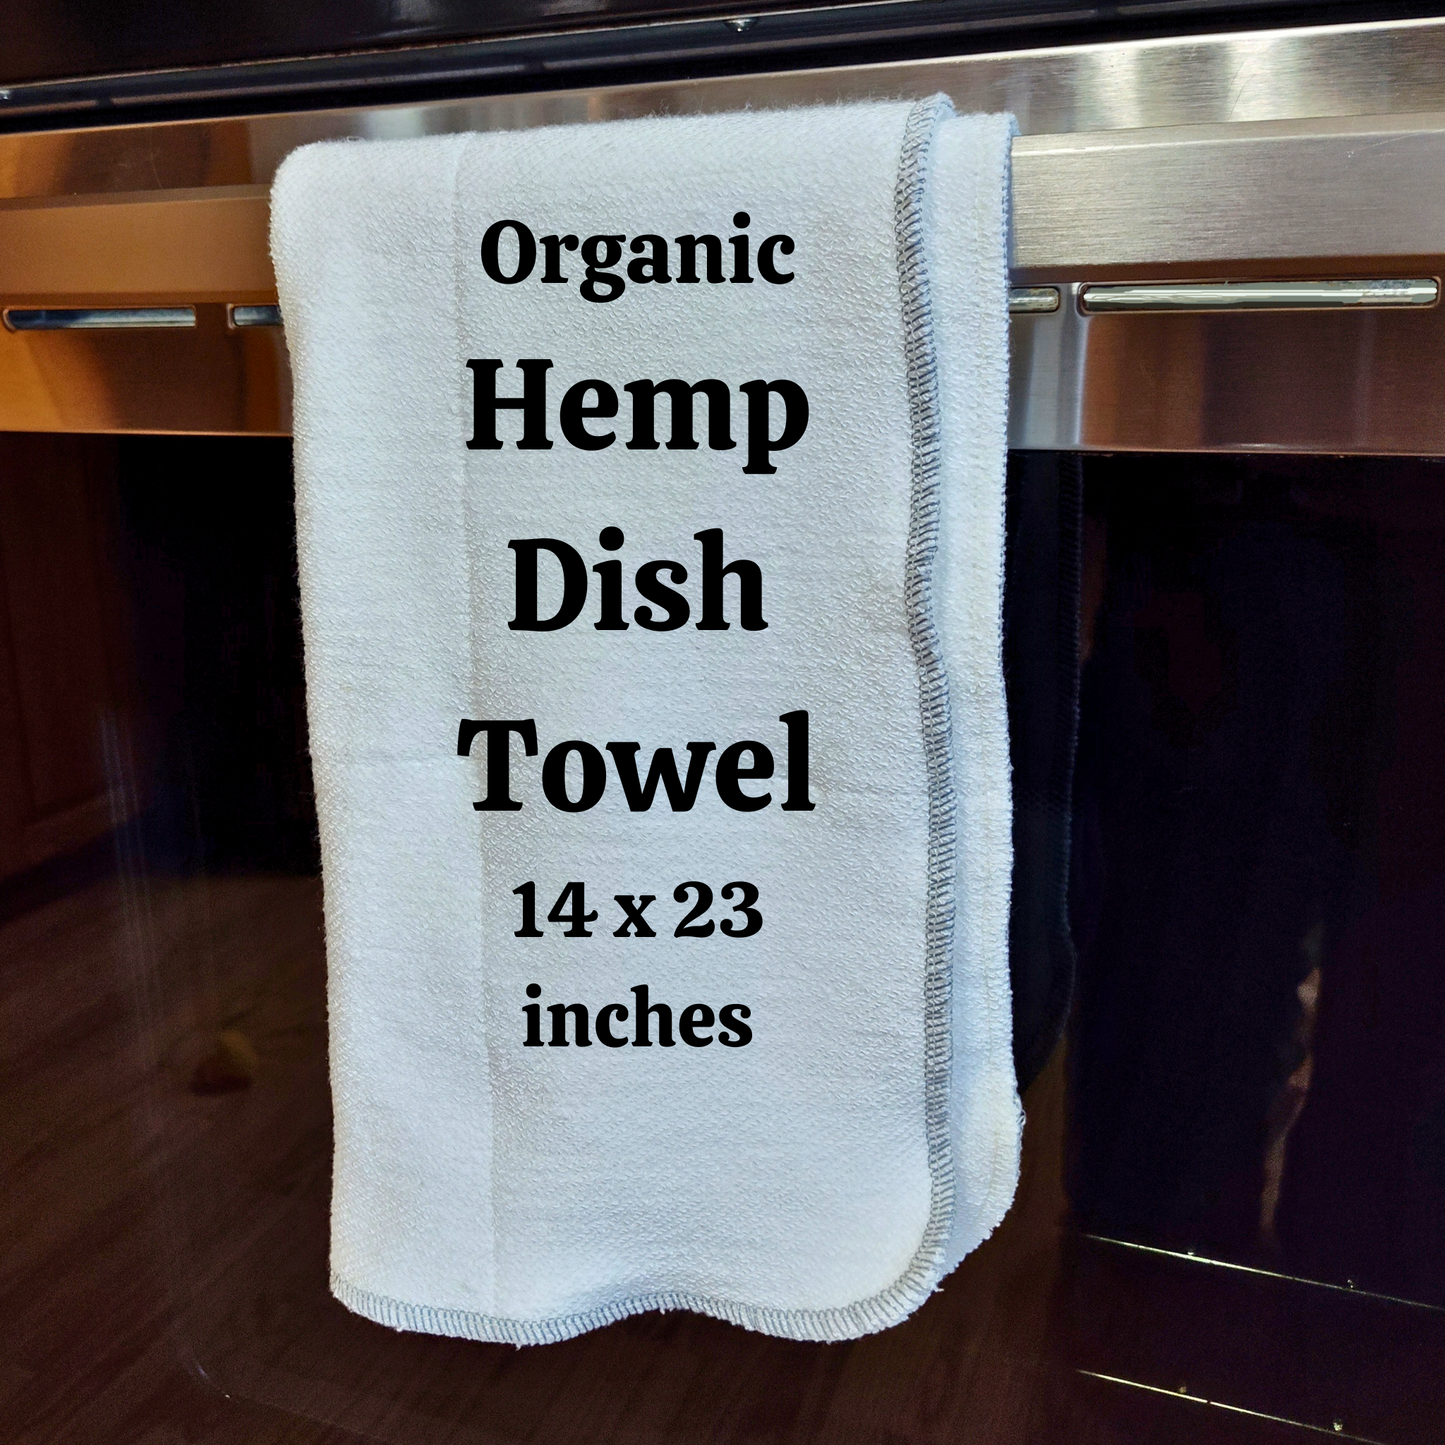 Organic
Hemp
Dish
Towel
14 x 23
inches